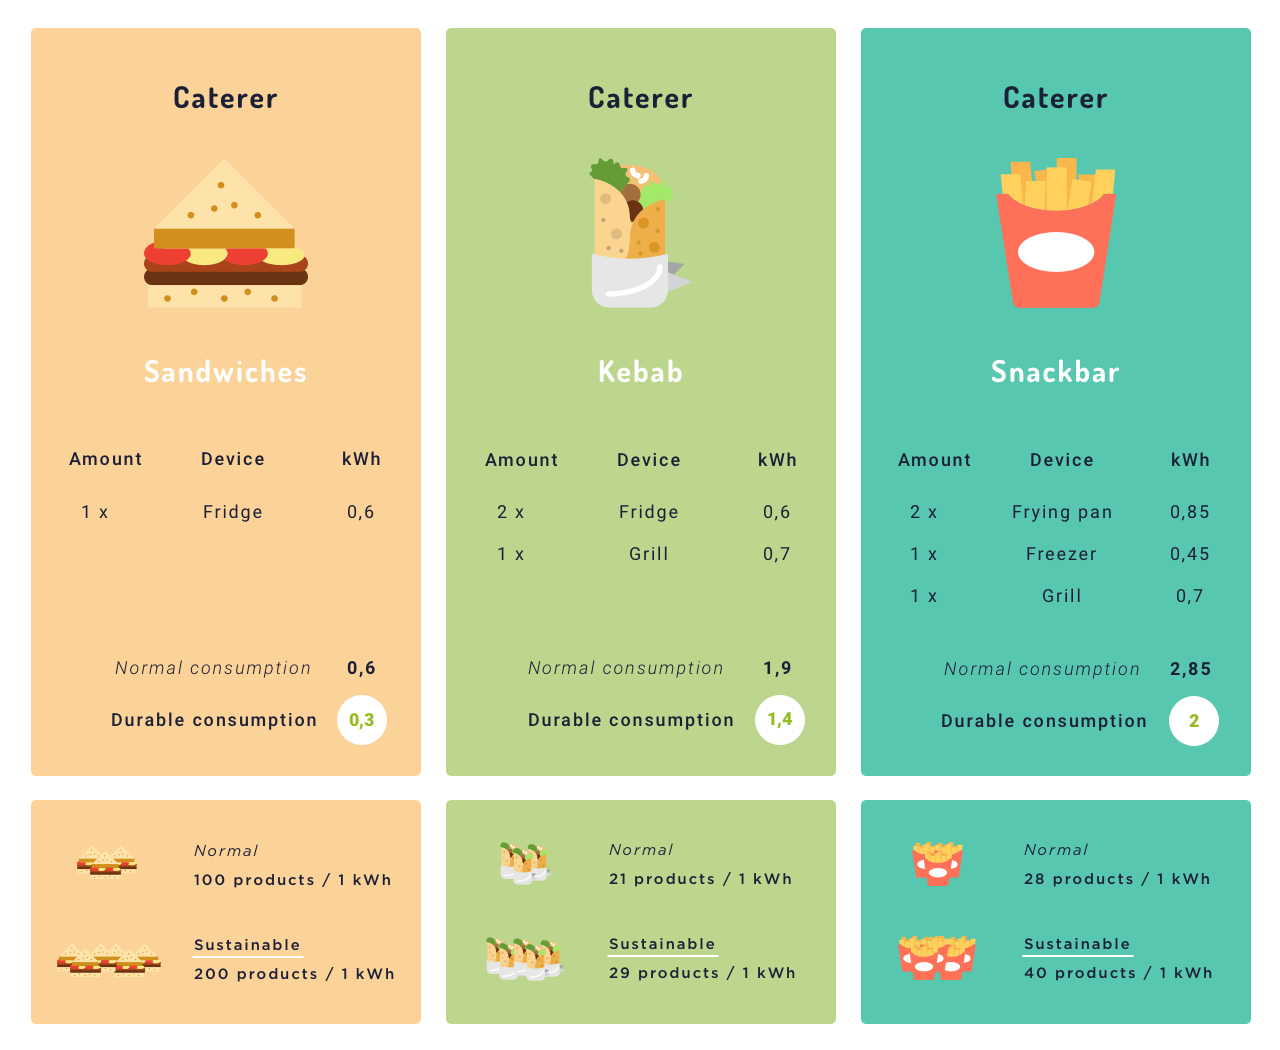 Caterer
Sandwiches
Amount Device kWh
1 x Fridge 0,6
Normal consumption 0,6
Durable consumption 0,3
Caterer
Kebab
Amount Device kWh
2 x Fridge 0,6
1 x Grill 0,7
Normal consumption 1,9
Durable consumption 1,4
Caterer
Snackbar
Amount Device kWh
2 x Frying pan 0,85
1 x Freezer 0,45
1 x Grill 0,7
Normal consumption 2,85
Durable consumption 2
Normal
100 products / 1 kWh
Sustainable
200 products / 1 kWh
Normal
21 products / 1 kWh
Sustainable
29 products / 1 kWh
Normal
28 products / 1 kWh
Sustainable
40 products / 1 kWh